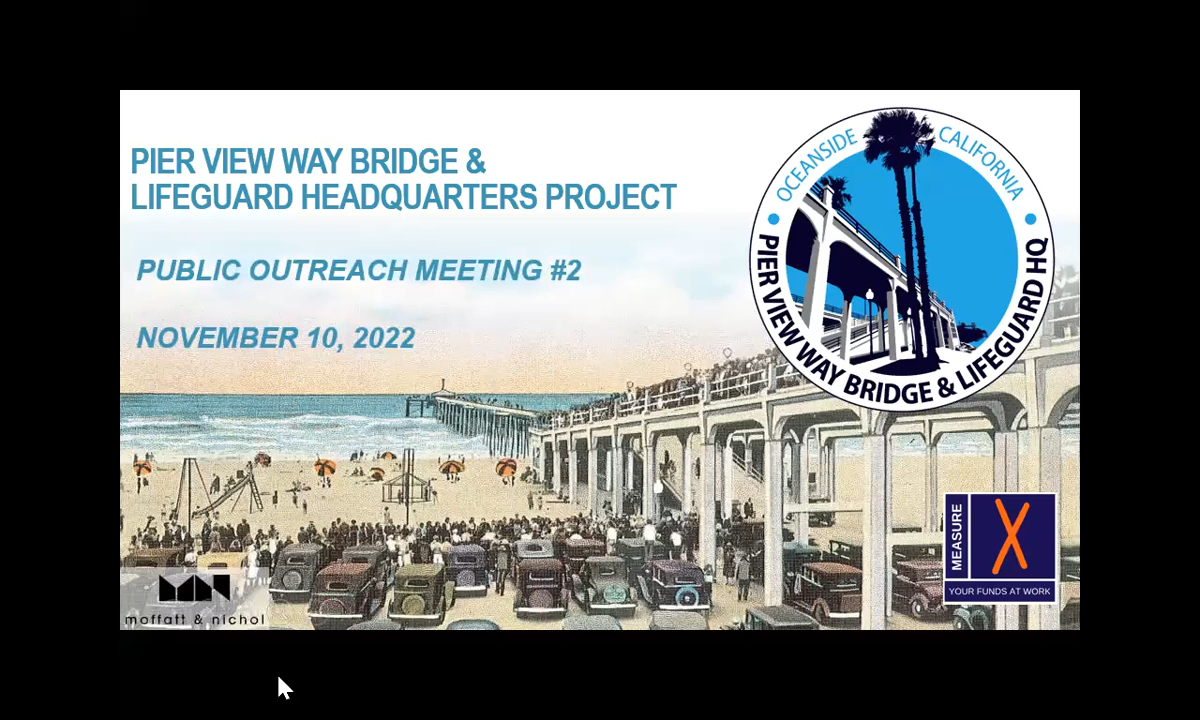 PIER VIEW WAY BRIDGE &
LIFEGUARD HEADQUARTERS PROJECT
PUBLIC OUTREACH MEETING #2
NOVEMBER 10, 2022
OCEANSIDE CALIFORNIA
PIER VIEW WAY BRIDGE & LIFEGUARD HQ
MEASURE
X
YOUR FUNDS AT WORK
moffatt & nichol